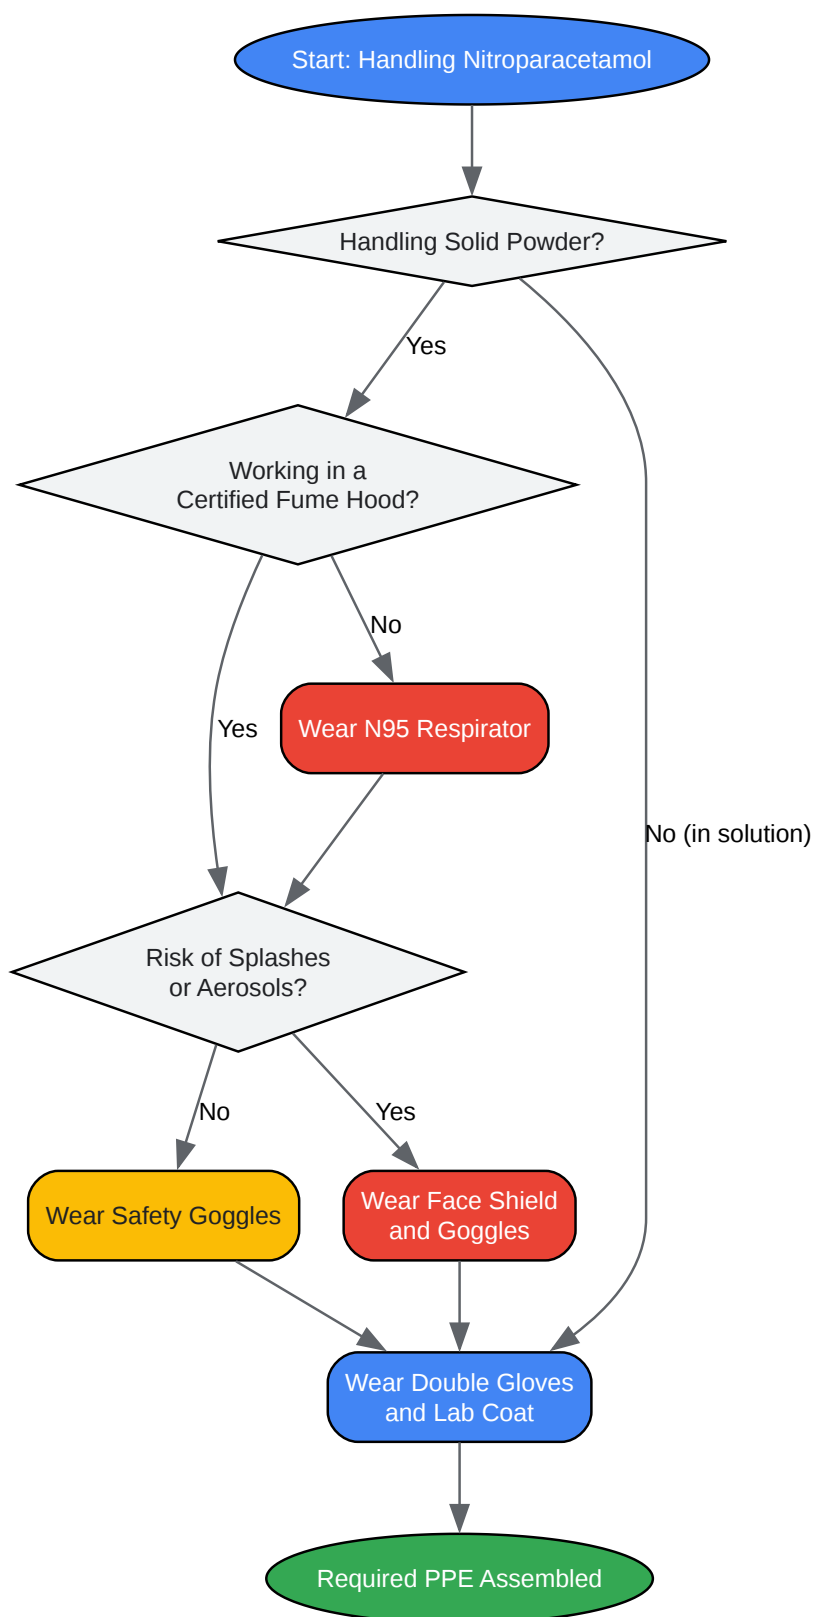 Start: Handling Nitroparacetamol
Handling Solid Powder?
Yes
Working in a
Certified Fume Hood?
No
Yes
Wear N95 Respirator
No (in solution)
Risk of Splashes
or Aerosols?
No
Yes
Wear Safety Goggles
Wear Face Shield
and Goggles
Wear Double Gloves
and Lab Coat
Required PPE Assembled